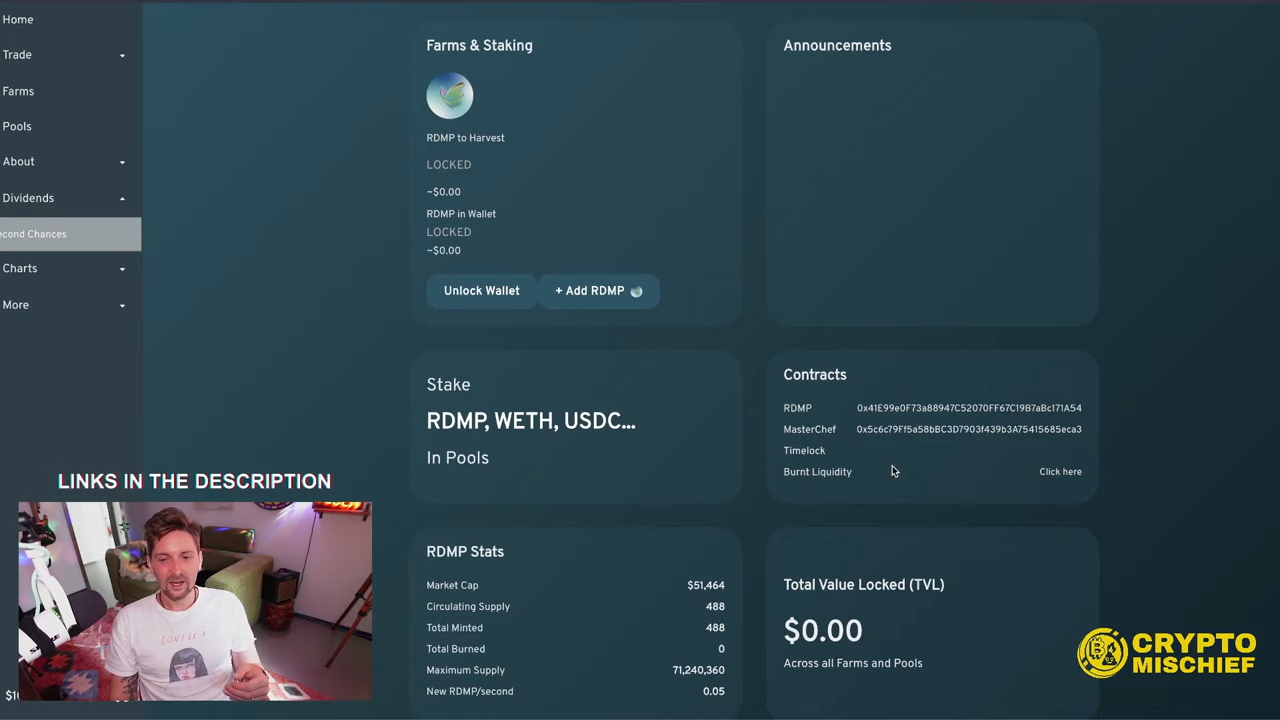 Home
Trade
Farms
Pools
About
Dividends
econd Chances
Charts
More
Farms & Staking
RDMP to Harvest
LOCKED
~$0.00
RDMP in Wallet
LOCKED
~$0.00
Unlock Wallet
+ Add RDMP
Announcements
Stake
RDMP, WETH, USDC...
In Pools
Contracts
RDMP 0x41E99e0F73a88947C52070FF67C19B7aBc171A54
MasterChef 0x5c6c79Ff5a58bBC3D7903f439b3A75415685eca3
Timelock
Burnt Liquidity Click here
RDMP Stats
Market Cap $51,464
Circulating Supply 488
Total Minted 488
Total Burned 0
Maximum Supply 71,240,360
New RDMP/second 0.05
Total Value Locked (TVL)
$0.00
Across all Farms and Pools
LINKS IN THE DESCRIPTION
DON'T BE A
CRYPTO
MISCHIEF